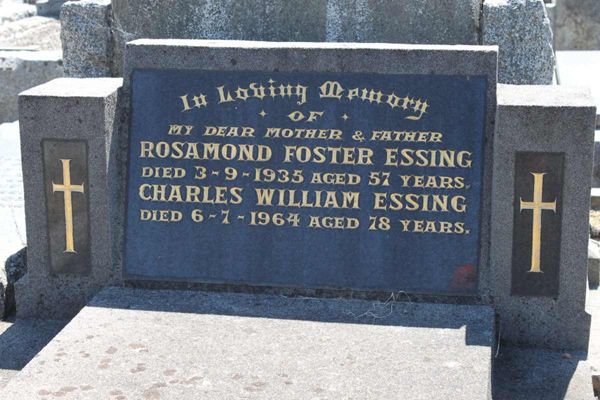 In Loving Memory
OF
MY DEAR MOTHER & FATHER
ROSAMOND FOSTER ESSING
DIED 3-9-1935 AGED 57 YEARS.
CHARLES WILLIAM ESSING
DIED 6-7-1964 AGED 78 YEARS.